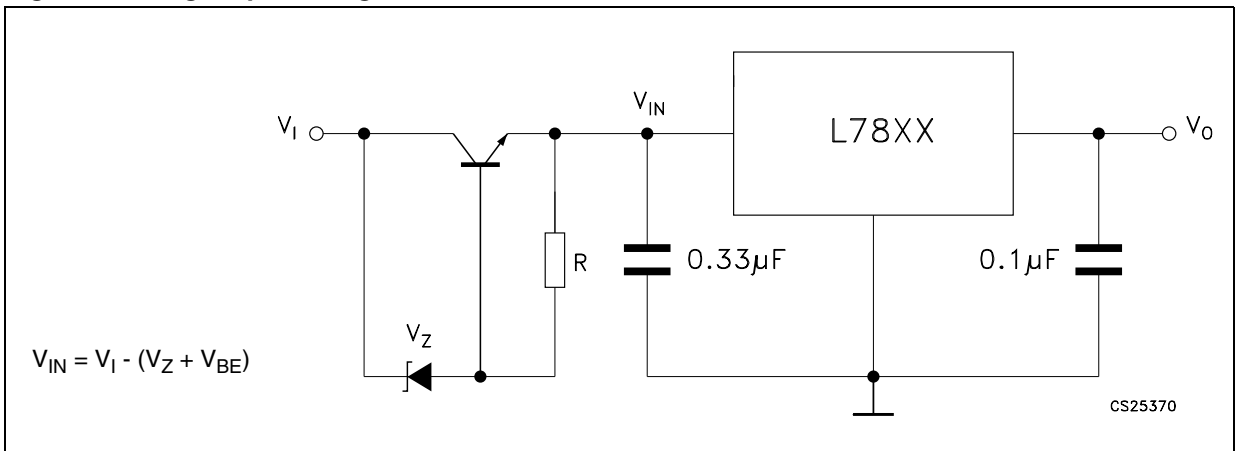 V_I
V_IN
L78XX
V_O
R
0.33µF
0.1µF
V_Z
V_IN = V_I - (V_Z + V_BE)
CS25370